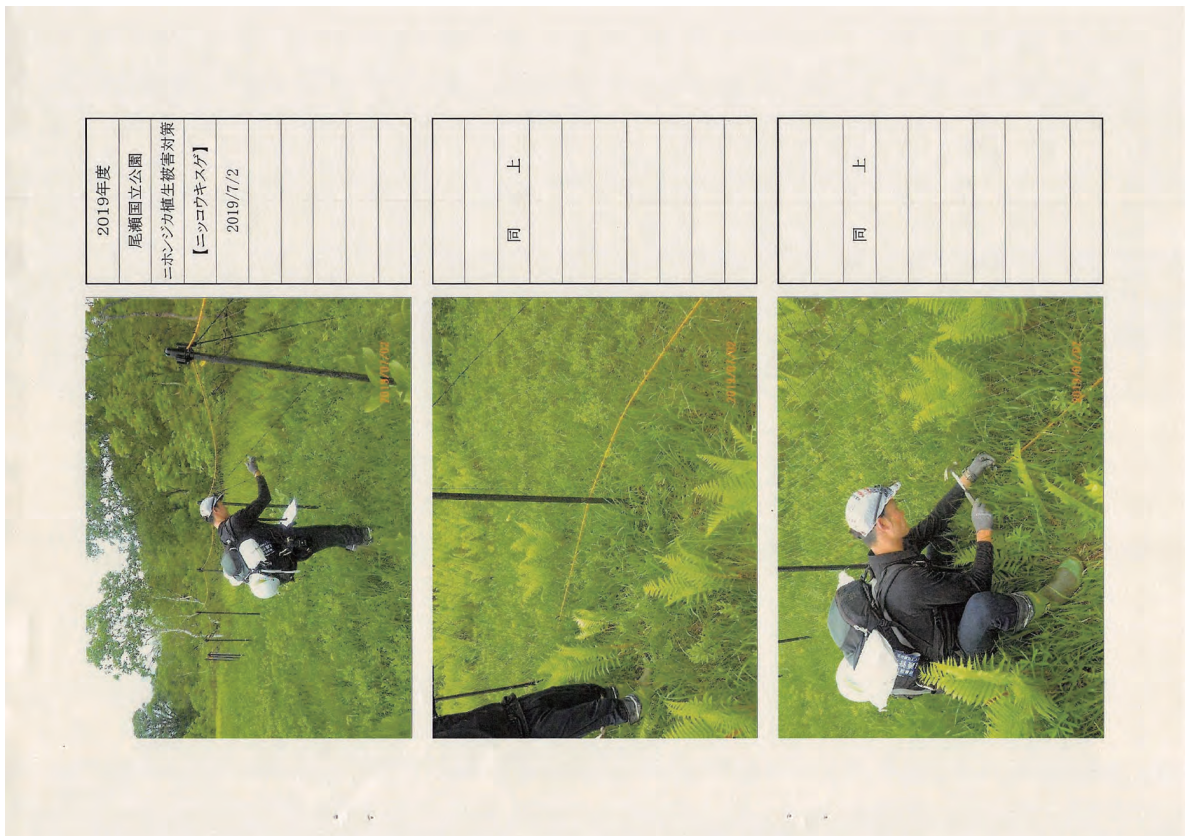 2019年度
尾瀬国立公園
ニホンジカ植生被害対策
【ニッコウキスゲ】
2019/7/2
同 上
同 上